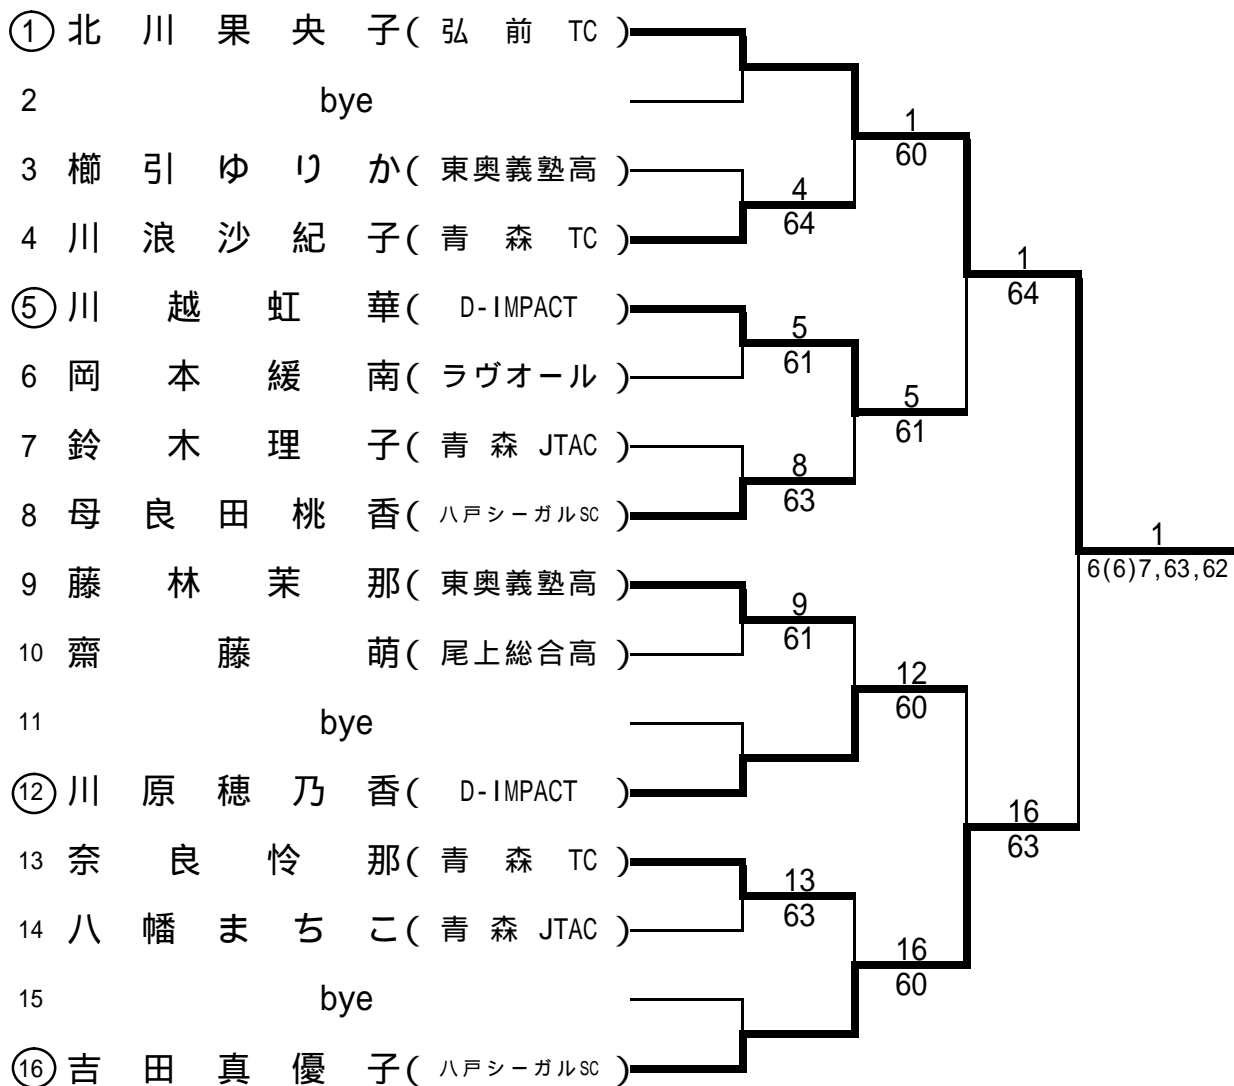 1 北川果央子(弘前 TC)
2 bye
1
60
3 櫛引ゆりか(東奥義塾高)
4
64
4 川浪沙紀子(青森 TC)
1
64
5 川越虹華(D-IMPACT)
5
61
6 岡本緩南(ラヴオール)
5
61
7 鈴木理子(青森 JTAC)
8
63
8 母良田桃香(八戸シーガルSC)
1
6(6)7,63,62
9 藤林茉那(東奥義塾高)
9
61
10 齋藤萌(尾上総合高)
12
60
11 bye
12 川原穂乃香(D-IMPACT)
16
63
13 奈良怜那(青森 TC)
13
63
14 八幡まちこ(青森 JTAC)
16
60
15 bye
16 吉田真優子(八戸シーガルSC)